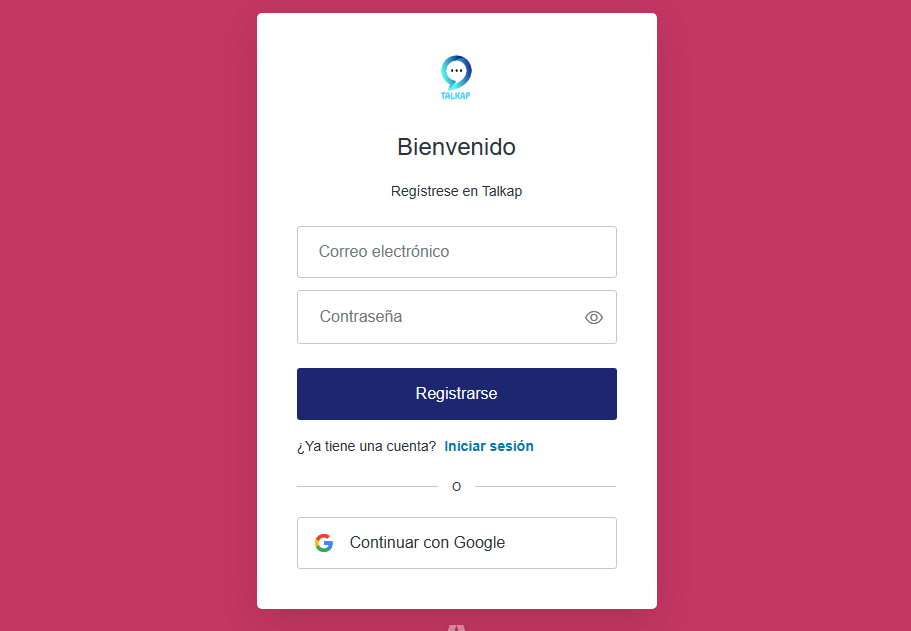 TALKAP
Bienvenido
Regístrese en Talkap
Correo electrónico
Contraseña
Registrarse
¿Ya tiene una cuenta? Iniciar sesión
O
Continuar con Google